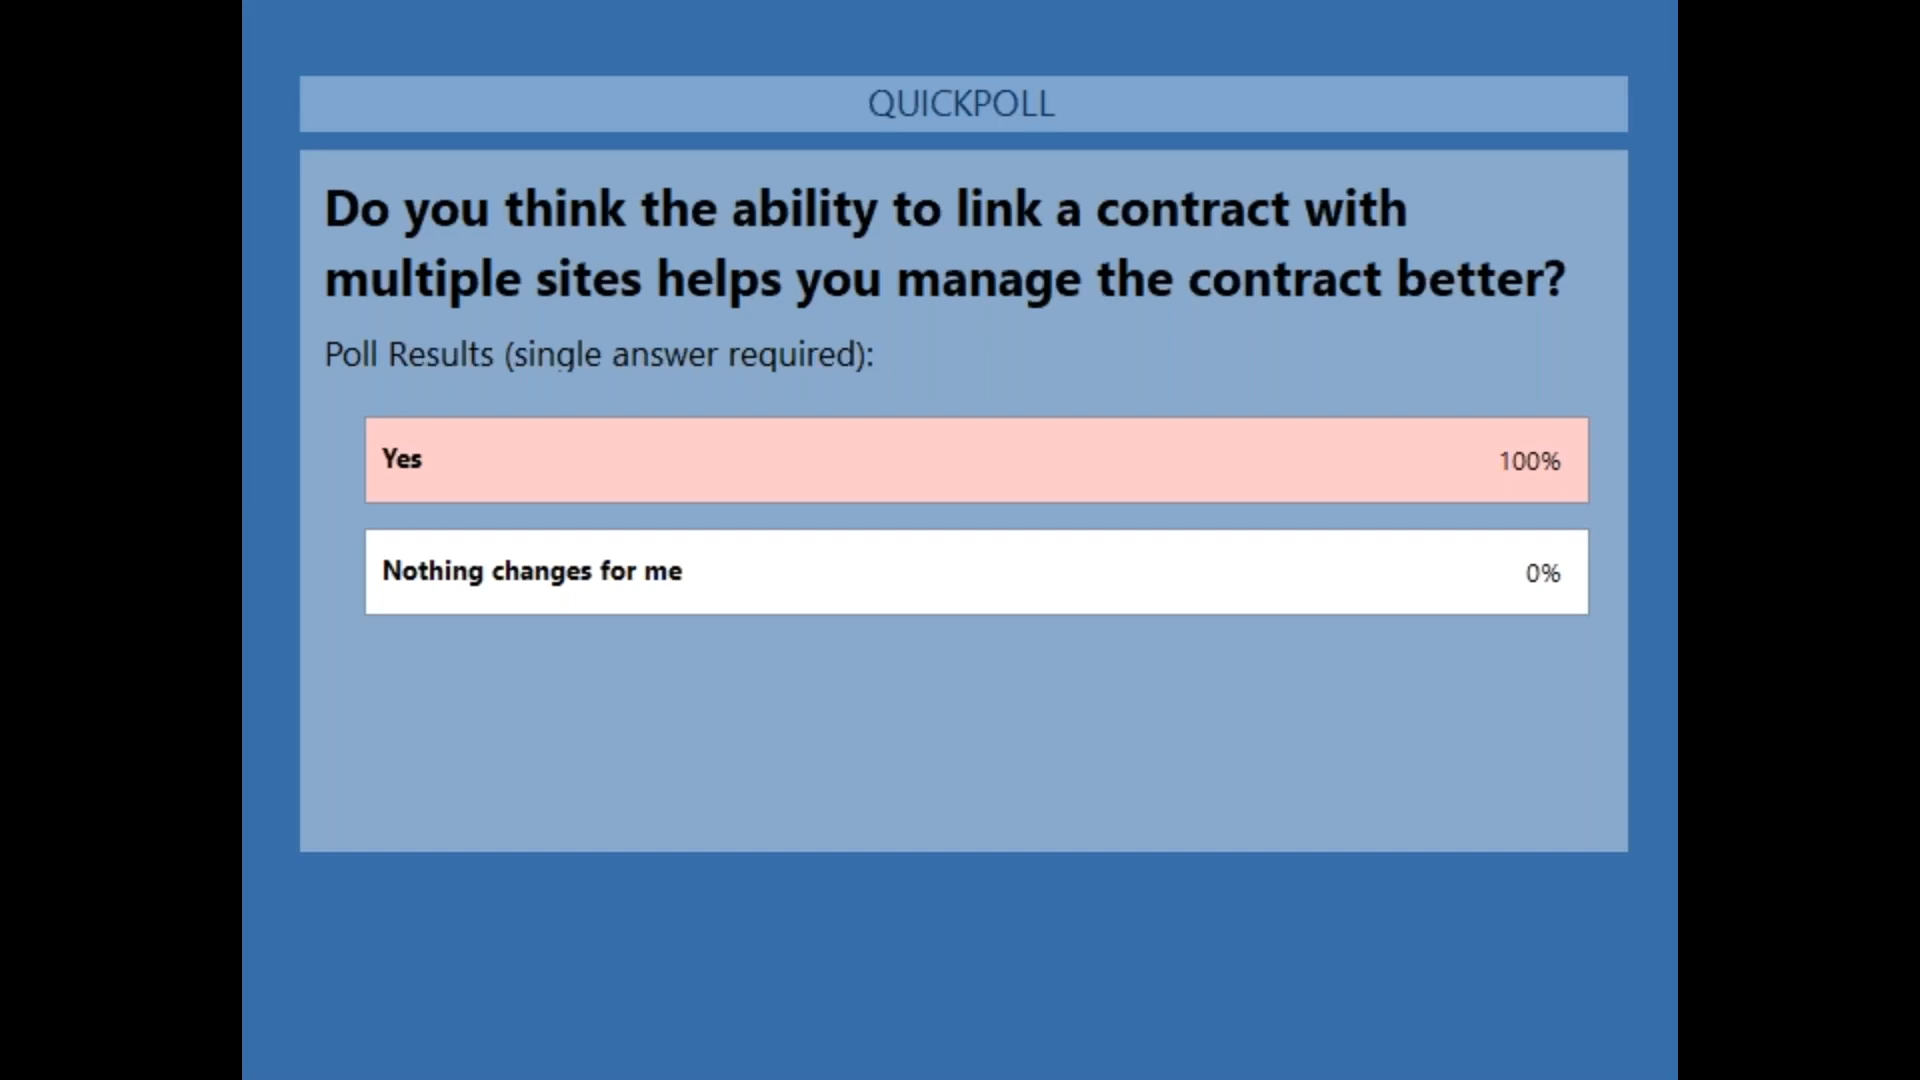 QUICKPOLL
Do you think the ability to link a contract with
multiple sites helps you manage the contract better?
Poll Results (single answer required):
Yes 100%
Nothing changes for me 0%